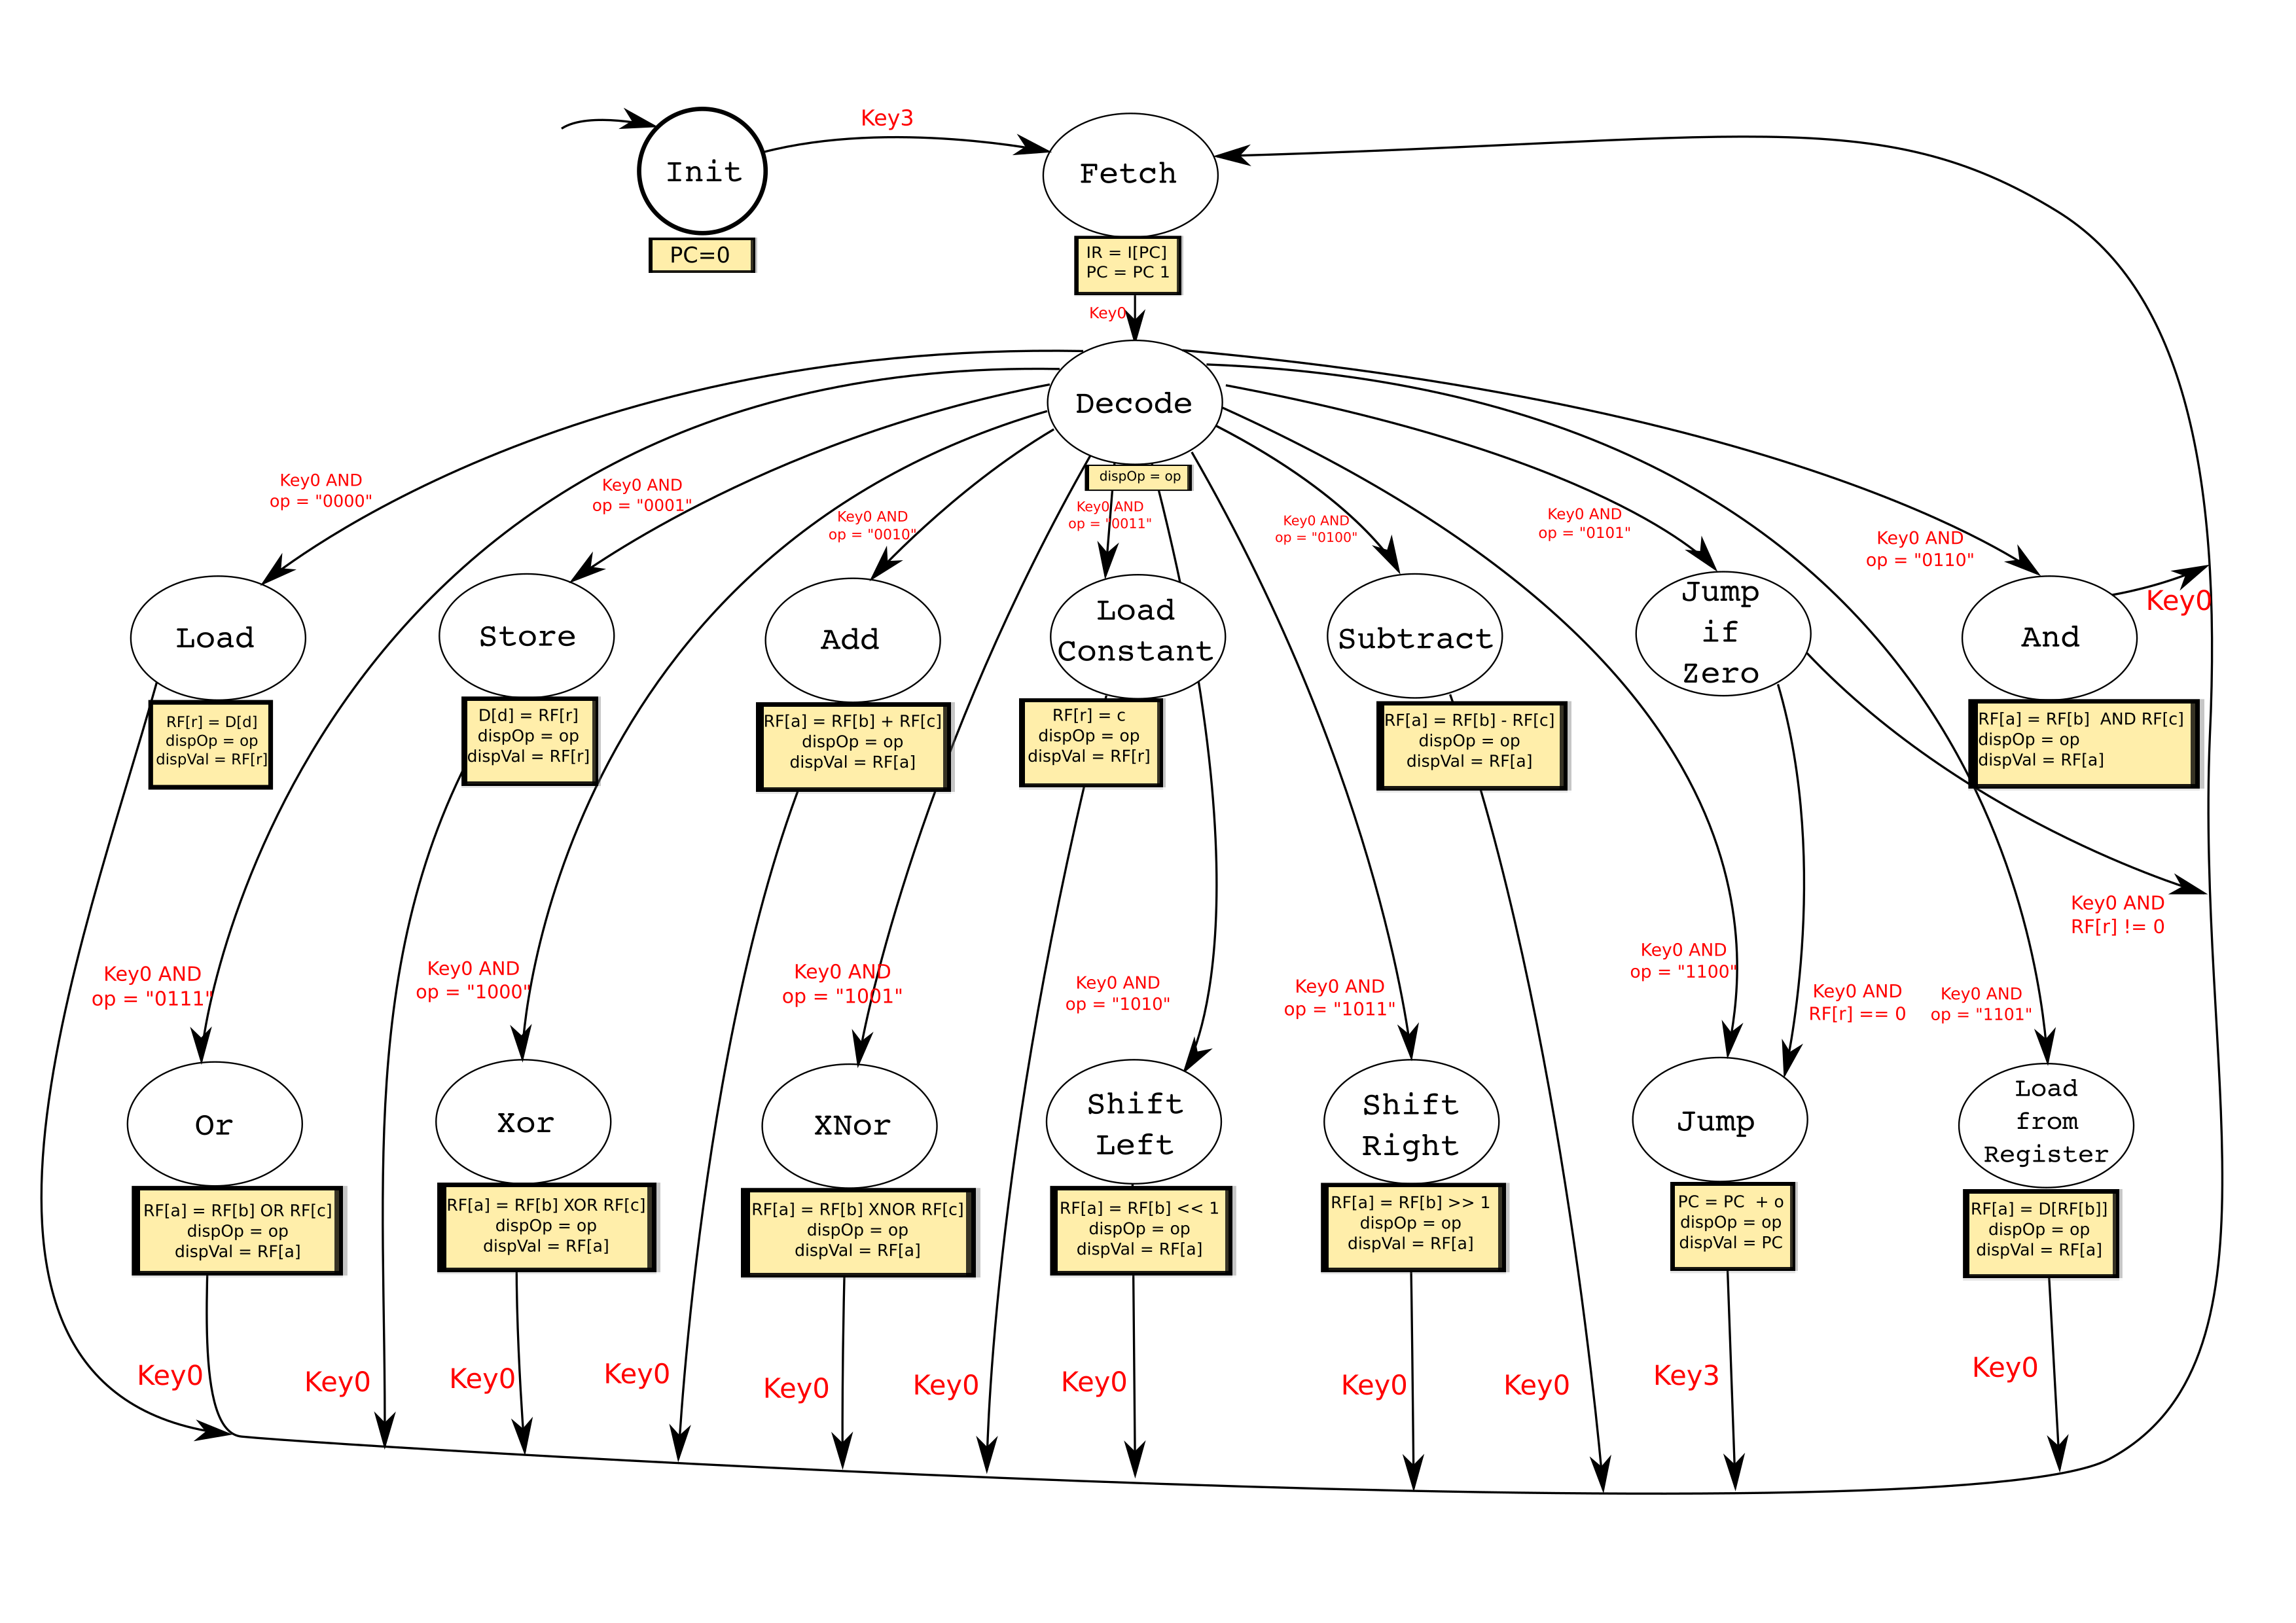 Key3
Init
Fetch
PC=0
IR = I[PC]
PC = PC 1
Key0
Decode
dispOp = op
Key0 AND
op = "0000"
Key0 AND
op = "0001"
Key0 AND
op = "0010"
Key0 AND
op = "0011"
Key0 AND
op = "0100"
Key0 AND
op = "0101"
Key0 AND
op = "0110"
Key0
Load
Store
Add
Load
Constant
Subtract
Jump
if
Zero
And
RF[r] = D[d]
dispOp = op
dispVal = RF[r]
D[d] = RF[r]
dispOp = op
dispVal = RF[r]
RF[a] = RF[b] + RF[c]
dispOp = op
dispVal = RF[a]
RF[r] = c
dispOp = op
dispVal = RF[r]
RF[a] = RF[b] - RF[c]
dispOp = op
dispVal = RF[a]
RF[a] = RF[b]  AND RF[c]
dispOp = op
dispVal = RF[a]
Key0 AND
RF[r] != 0
Key0 AND
op = "0111"
Key0 AND
op = "1000"
Key0 AND
op = "1001"
Key0 AND
op = "1010"
Key0 AND
op = "1011"
Key0 AND
op = "1100"
Key0 AND
RF[r] == 0
Key0 AND
op = "1101"
Or
Xor
XNor
Shift
Left
Shift
Right
Jump
Load
from
Register
RF[a] = RF[b] OR RF[c]
dispOp = op
dispVal = RF[a]
RF[a] = RF[b] XOR RF[c]
dispOp = op
dispVal = RF[a]
RF[a] = RF[b] XNOR RF[c]
dispOp = op
dispVal = RF[a]
RF[a] = RF[b] << 1
dispOp = op
dispVal = RF[a]
RF[a] = RF[b] >> 1
dispOp = op
dispVal = RF[a]
PC = PC  + o
dispOp = op
dispVal = PC
RF[a] = D[RF[b]]
dispOp = op
dispVal = RF[a]
Key0
Key0
Key0
Key0
Key0
Key0
Key0
Key0
Key0
Key3
Key0